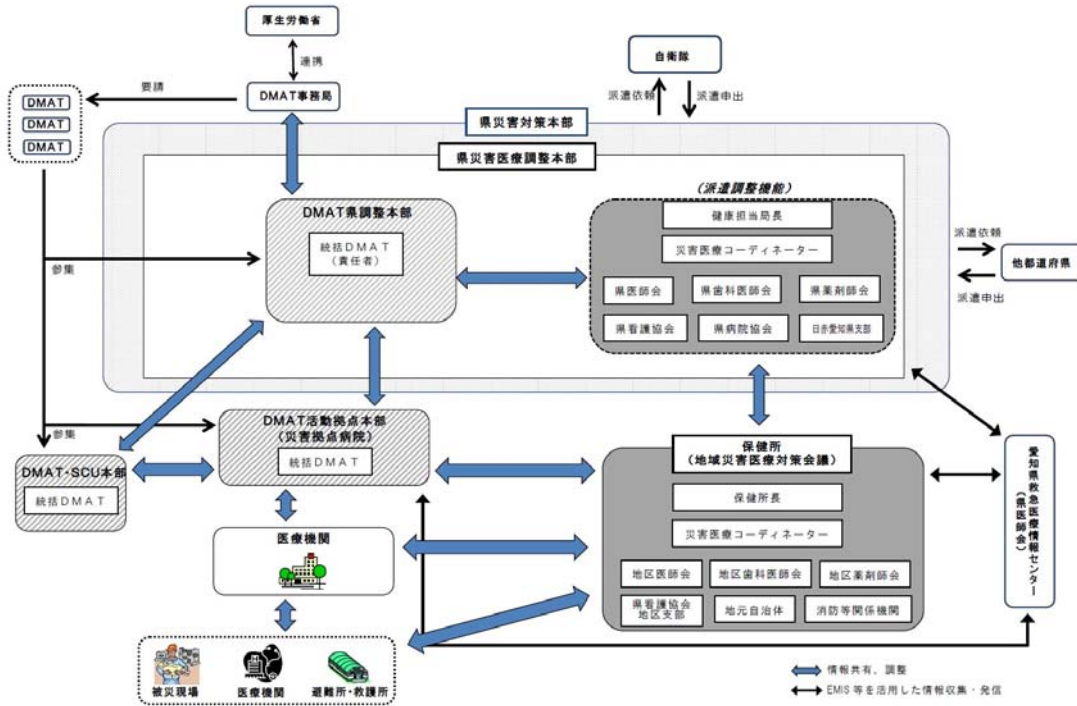 厚生労働省
連携
DMAT事務局
要請
DMAT
DMAT
DMAT
自衛隊
派遣依頼
派遣申出
県災害対策本部
県災害医療調整本部
DMAT県調整本部
統括DMAT
(責任者)
(派遣調整機能)
健康担当局長
災害医療コーディネーター
県医師会
県歯科医師会
県薬剤師会
県看護協会
県病院協会
日赤愛知県支部
派遣依頼
他都道府県
派遣申出
参集
参集
DMAT活動拠点本部
(災害拠点病院)
統括DMAT
DMAT・SCU本部
統括DMAT
保健所
(地域災害医療対策会議)
保健所長
災害医療コーディネーター
地区医師会
地区歯科医師会
地区薬剤師会
県看護協会
地区支部
地元自治体
消防等関係機関
愛知県救急医療情報センター
(県医師会)
医療機関
被災現場
医療機関
避難所・救護所
情報共有、調整
EMIS等を活用した情報収集・発信